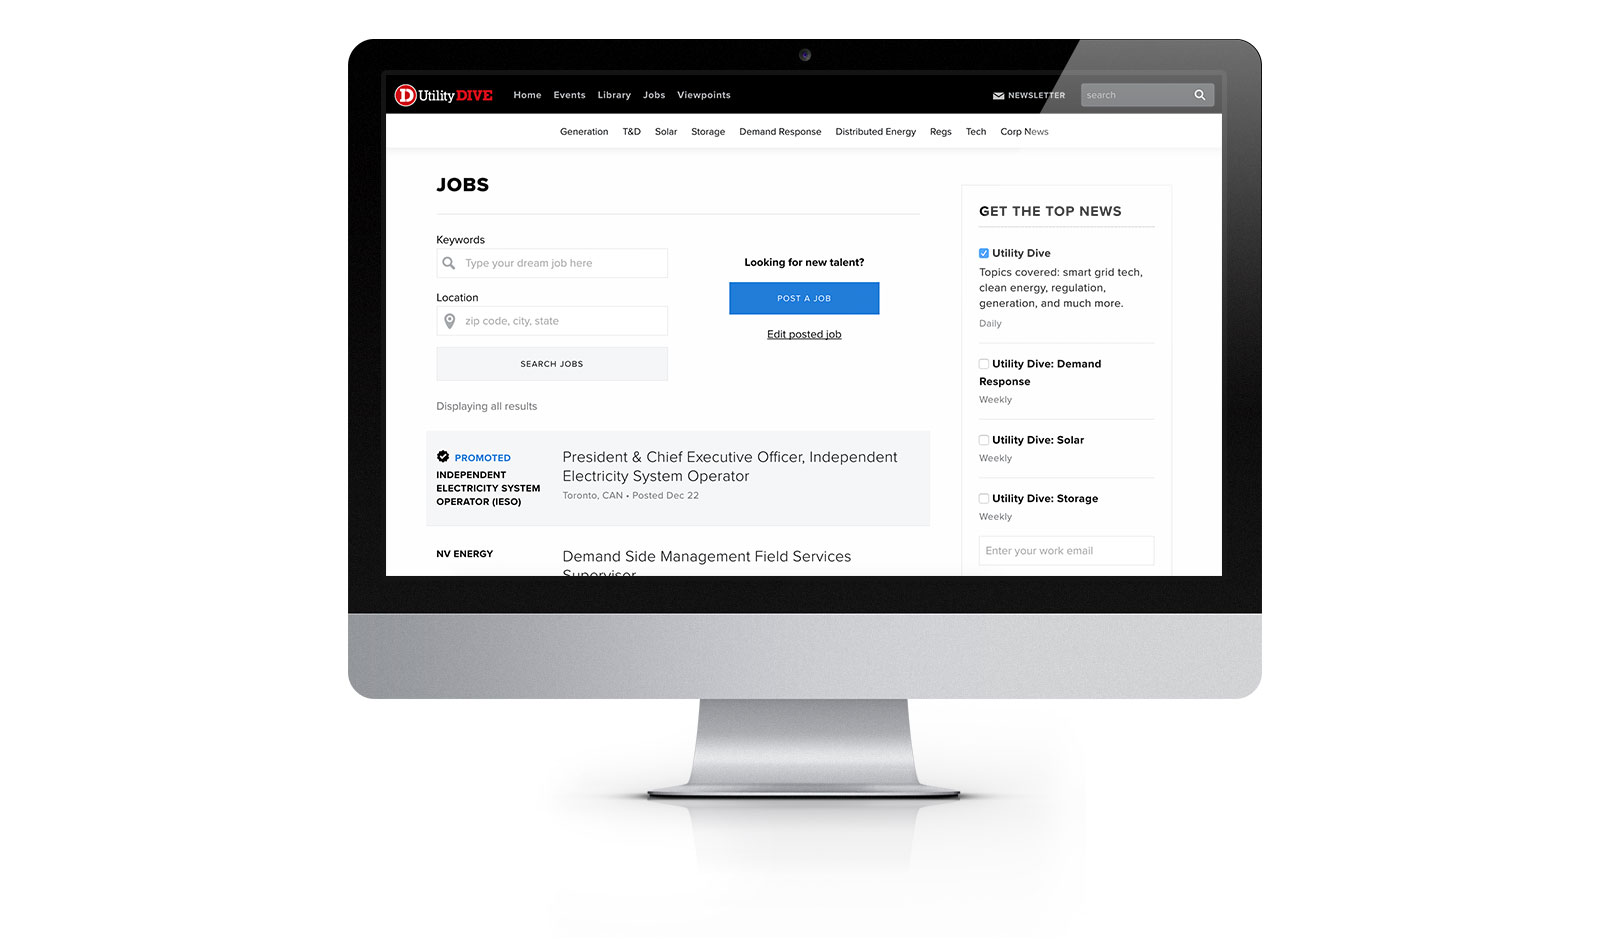 D Utility DIVE
Home Events Library Jobs Viewpoints
NEWSLETTER
search
Generation T&D Solar Storage Demand Response Distributed Energy Regs Tech Corp News
JOBS
Keywords
Type your dream job here
Location
zip code, city, state
SEARCH JOBS
Looking for new talent?
POST A JOB
Edit posted job
Displaying all results
PROMOTED
INDEPENDENT
ELECTRICITY SYSTEM
OPERATOR (IESO)
President & Chief Executive Officer, Independent
Electricity System Operator
Toronto, CAN • Posted Dec 22
NV ENERGY
Demand Side Management Field Services
Supervisor
GET THE TOP NEWS
Utility Dive
Topics covered: smart grid tech,
clean energy, regulation,
generation, and much more.
Daily
Utility Dive: Demand
Response
Weekly
Utility Dive: Solar
Weekly
Utility Dive: Storage
Weekly
Enter your work email